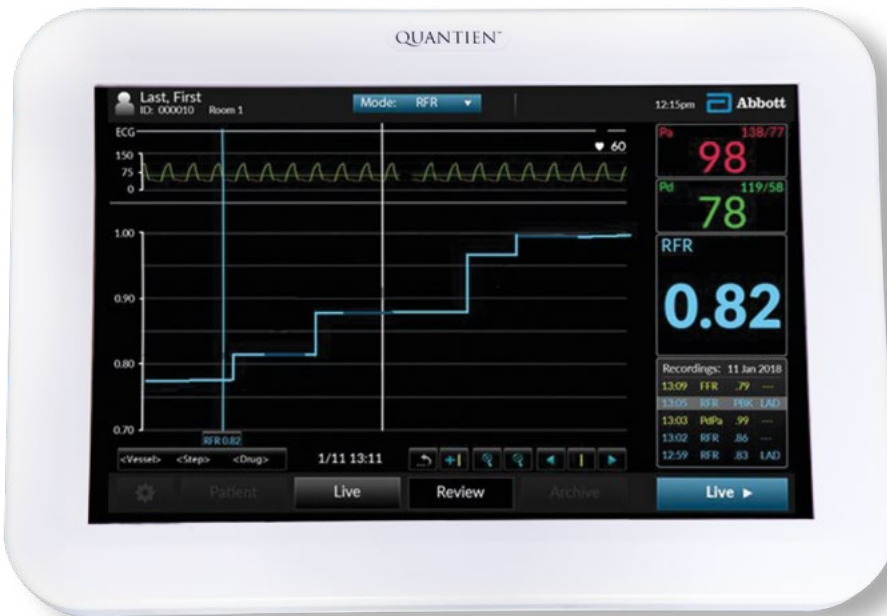 QUANTIEN™
Last, First
ID: 000010 Room 1
Mode: RFR
12:15pm Abbott
ECG
60
150
75
0
Pa 138/77
98
Pd 119/58
78
RFR
0.82
1.00
0.90
0.80
0.70
RFR 0.82
Recordings: 11 Jan 2018
13:09 FFR .79 ---
13:05 RFR PBK LAD
13:03 PdPa .99 ---
13:02 RFR .86 ---
12:59 RFR .83 LAD
<Vessel> <Step> <Drug> 1/11 13:11
Patient Live Review Archive Live